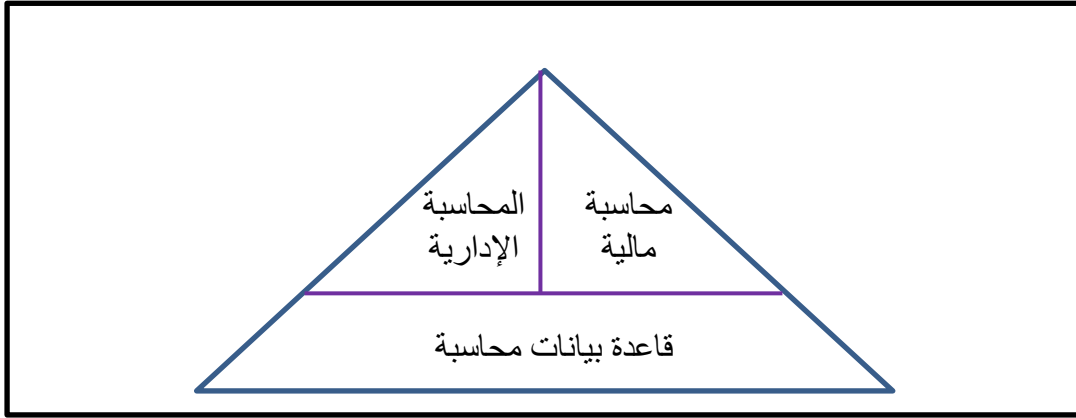 محاسبة
مالية
المحاسبة
الإدارية
قاعدة بيانات محاسبة